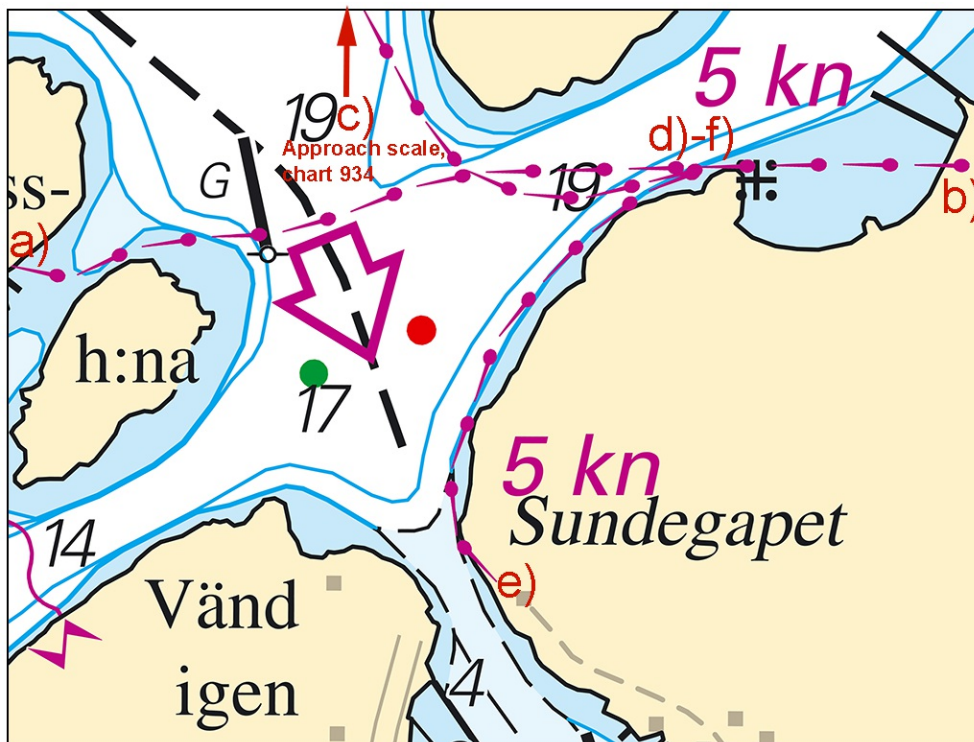 5 kn
19
c)
d)-f)
Approach scale,
chart 934
G
19
ss-
b)
a)
h:na
17
5 kn
14
Sundegapet
e)
Vänd
igen
4